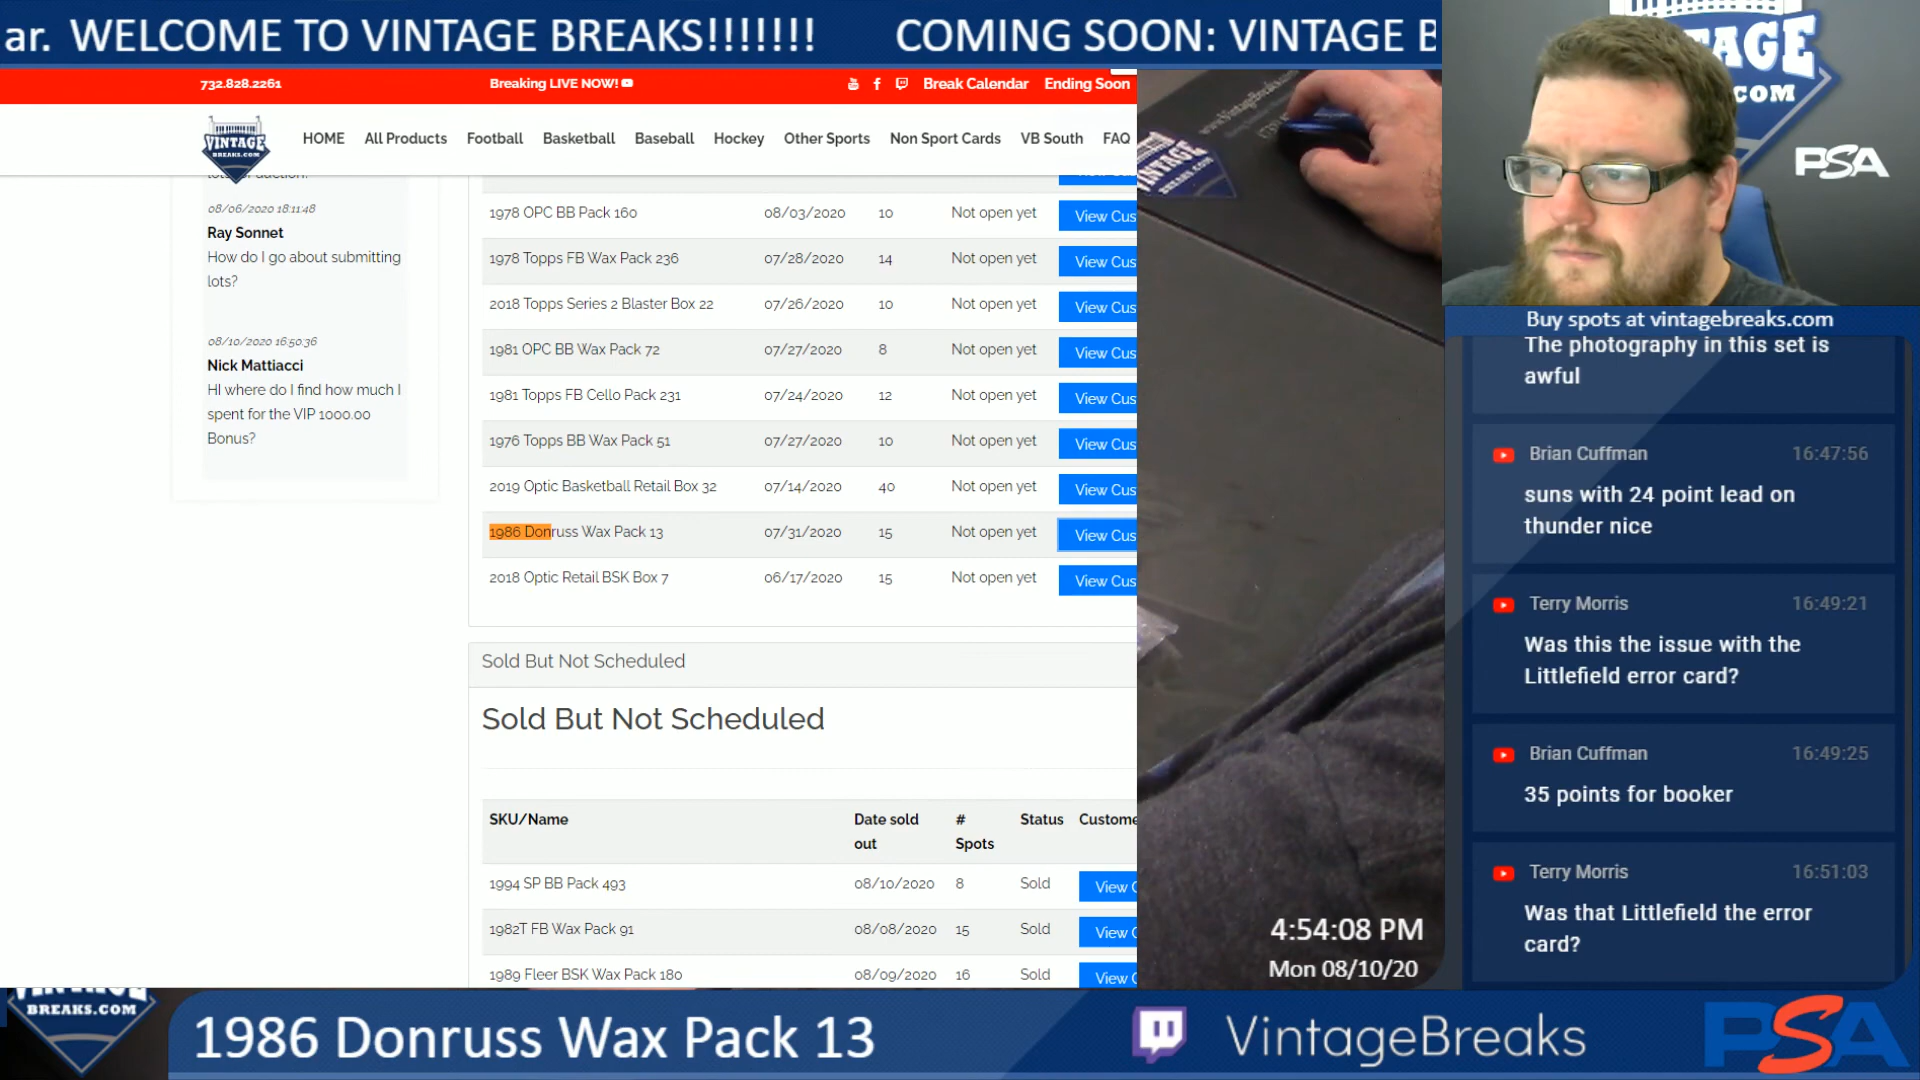 ar. WELCOME TO VINTAGE BREAKS!!!!!!! COMING SOON: VINTAGE B
732.828.2261 Breaking LIVE NOW! Break Calendar Ending Soon
VINTAGE
BREAKS.COM
HOME All Products Football Basketball Baseball Hockey Other Sports Non Sport Cards VB South FAQ
08/06/2020 18:11:48
Ray Sonnet
How do I go about submitting
lots?
08/10/2020 16:50:36
Nick Mattiacci
HI where do I find how much I
spent for the VIP 1000.00
Bonus?
1978 OPC BB Pack 160 08/03/2020 10 Not open yet View Cus
1978 Topps FB Wax Pack 236 07/28/2020 14 Not open yet View Cus
2018 Topps Series 2 Blaster Box 22 07/26/2020 10 Not open yet View Cus
1981 OPC BB Wax Pack 72 07/27/2020 8 Not open yet View Cus
1981 Topps FB Cello Pack 231 07/24/2020 12 Not open yet View Cus
1976 Topps BB Wax Pack 51 07/27/2020 10 Not open yet View Cus
2019 Optic Basketball Retail Box 32 07/14/2020 40 Not open yet View Cus
1986 Donruss Wax Pack 13 07/31/2020 15 Not open yet View Cus
2018 Optic Retail BSK Box 7 06/17/2020 15 Not open yet View Cus
Sold But Not Scheduled
Sold But Not Scheduled
SKU/Name Date sold out # Spots Status Custome
1994 SP BB Pack 493 08/10/2020 8 Sold View C
1982T FB Wax Pack 91 08/08/2020 15 Sold View C
1989 Fleer BSK Wax Pack 180 08/09/2020 16 Sold View C
VINTAGE
BREAKS.COM
AGE
.COM
PSA
Buy spots at vintagebreaks.com
The photography in this set is
awful
Brian Cuffman 16:47:56
suns with 24 point lead on
thunder nice
Terry Morris 16:49:21
Was this the issue with the
Littlefield error card?
Brian Cuffman 16:49:25
35 points for booker
Terry Morris 16:51:03
Was that Littlefield the error
card?
4:54:08 PM
Mon 08/10/20
BREAKS.COM
1986 Donruss Wax Pack 13
VintageBreaks
PSA